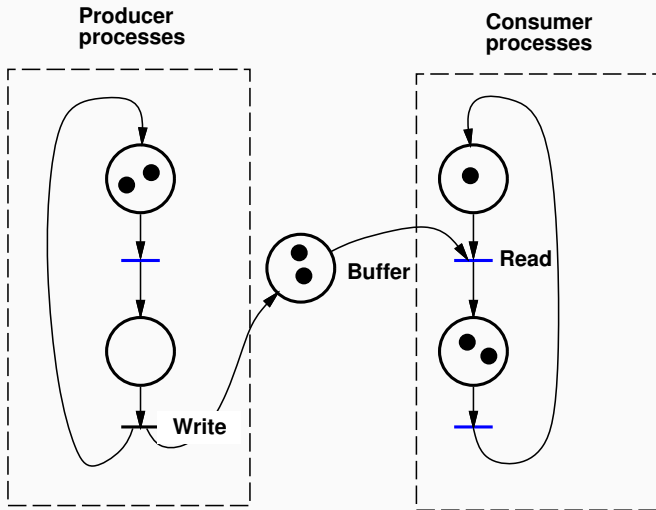 Producer
processes
Consumer
processes
Buffer
Read
Write